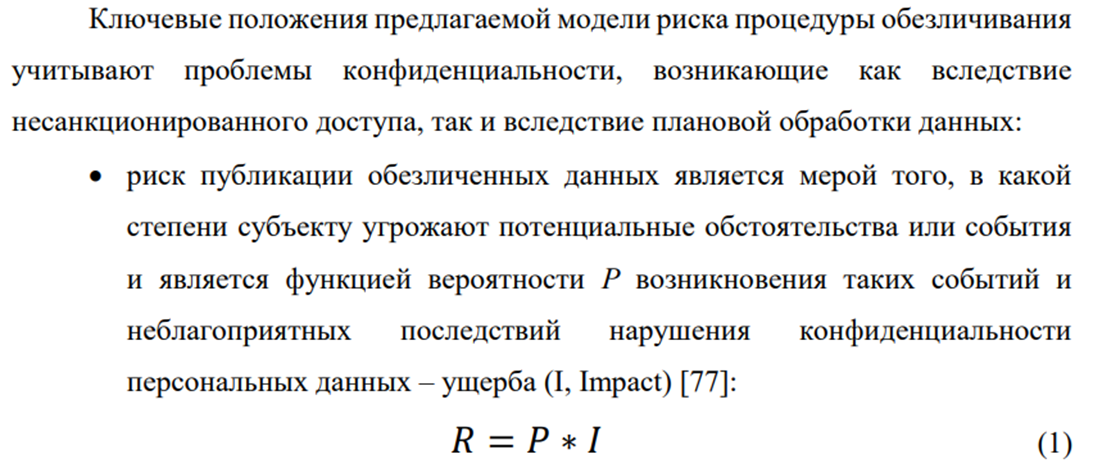 Ключевые положения предлагаемой модели риска процедуры обезличивания
учитывают проблемы конфиденциальности, возникающие как вследствие
несанкционированного доступа, так и вследствие плановой обработки данных:
• риск публикации обезличенных данных является мерой того, в какой
степени субъекту угрожают потенциальные обстоятельства или события
и является функцией вероятности P возникновения таких событий и
неблагоприятных последствий нарушения конфиденциальности
персональных данных – ущерба (I, Impact) [77]:
R = P ∗ I (1)